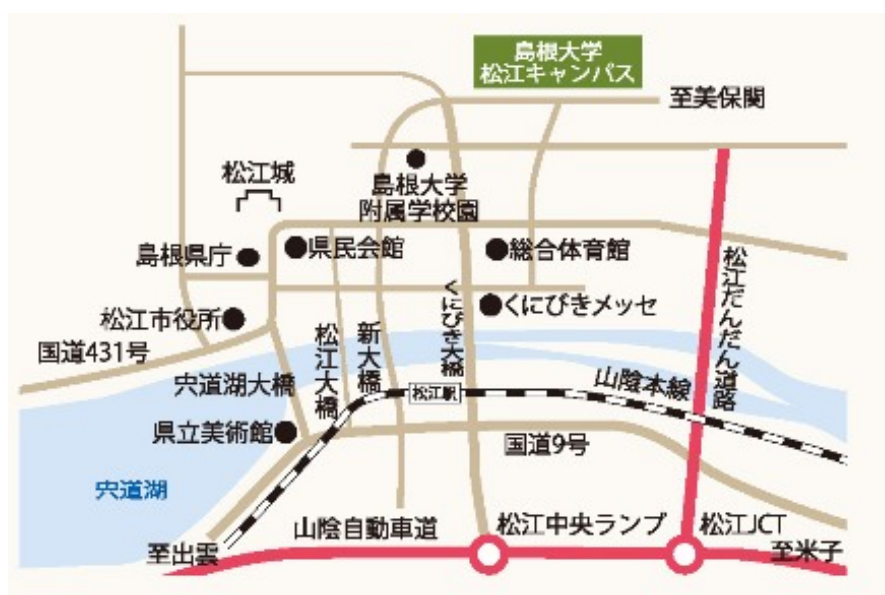 島根大学
松江キャンパス
至美保関
松江城
島根大学
附属学校園
島根県庁
県民会館
総合体育館
松江市役所
くにびきメッセ
国道431号
宍道湖大橋
松江大橋
新大橋
くにびき大橋
松江だんだん道路
松江駅
山陰本線
県立美術館
国道9号
宍道湖
山陰自動車道
松江中央ランプ
松江JCT
至出雲
至米子